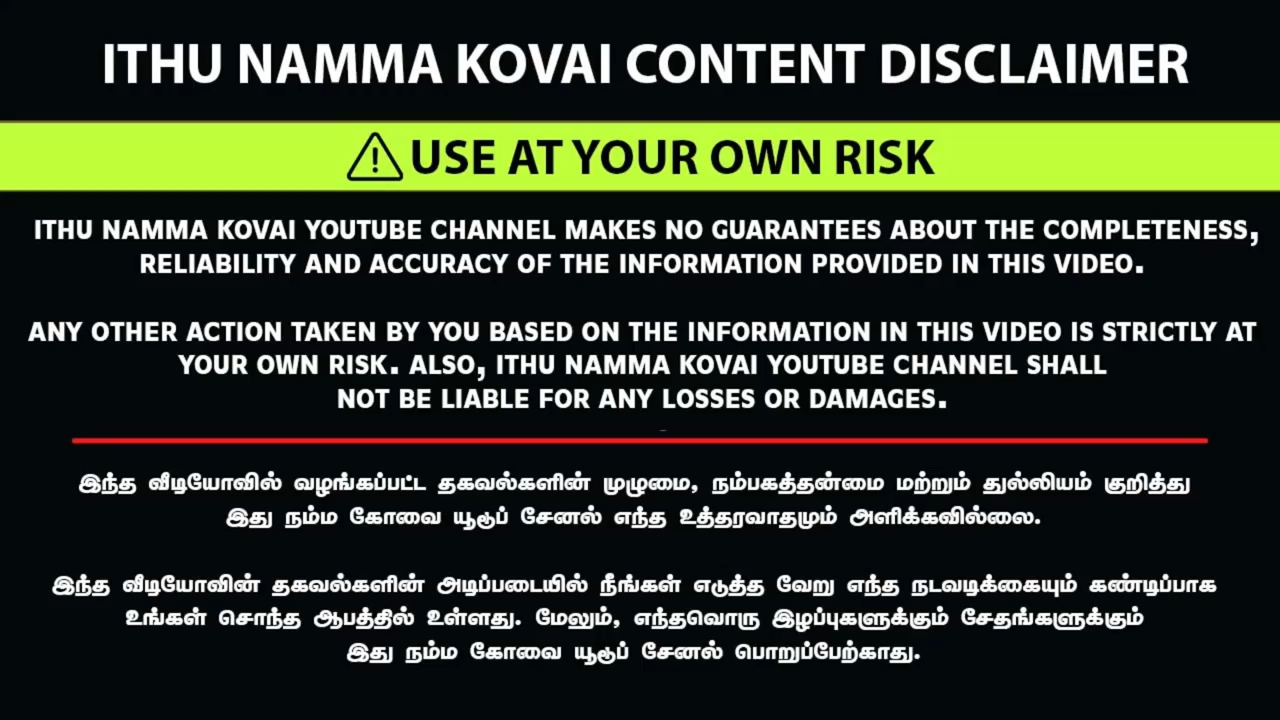 ITHU NAMMA KOVAI CONTENT DISCLAIMER
USE AT YOUR OWN RISK
ITHU NAMMA KOVAI YOUTUBE CHANNEL MAKES NO GUARANTEES ABOUT THE COMPLETENESS,
RELIABILITY AND ACCURACY OF THE INFORMATION PROVIDED IN THIS VIDEO.
ANY OTHER ACTION TAKEN BY YOU BASED ON THE INFORMATION IN THIS VIDEO IS STRICTLY AT
YOUR OWN RISK. ALSO, ITHU NAMMA KOVAI YOUTUBE CHANNEL SHALL
NOT BE LIABLE FOR ANY LOSSES OR DAMAGES.
இந்த வீடியோவில் வழங்கப்பட்ட தகவல்களின் முழுமை, நம்பகத்தன்மை மற்றும் துல்லியம் குறித்து
இது நம்ம கோவை யூடூப் சேனல் எந்த உத்தரவாதமும் அளிக்கவில்லை.
இந்த வீடியோவின் தகவல்களின் அடிப்படையில் நீங்கள் எடுத்த வேறு எந்த நடவடிக்கையும் கண்டிப்பாக
உங்கள் சொந்த ஆபத்தில் உள்ளது. மேலும், எந்தவொரு இழப்புகளுக்கும் சேதங்களுக்கும்
இது நம்ம கோவை யூடூப் சேனல் பொறுப்பேற்காது.